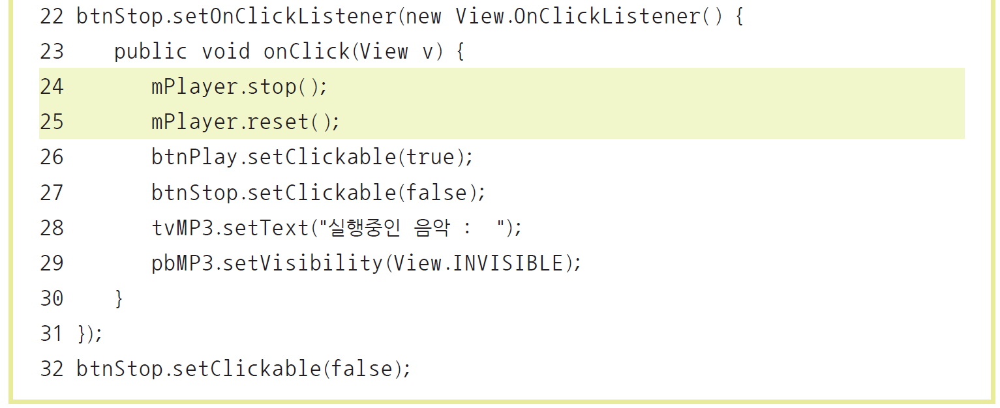 22 btnStop.setOnClickListener(new View.OnClickListener() {
23    public void onClick(View v) {
24       mPlayer.stop();
25       mPlayer.reset();
26       btnPlay.setClickable(true);
27       btnStop.setClickable(false);
28       tvMP3.setText("실행중인 음악 :  ");
29       pbMP3.setVisibility(View.INVISIBLE);
30    }
31 });
32 btnStop.setClickable(false);